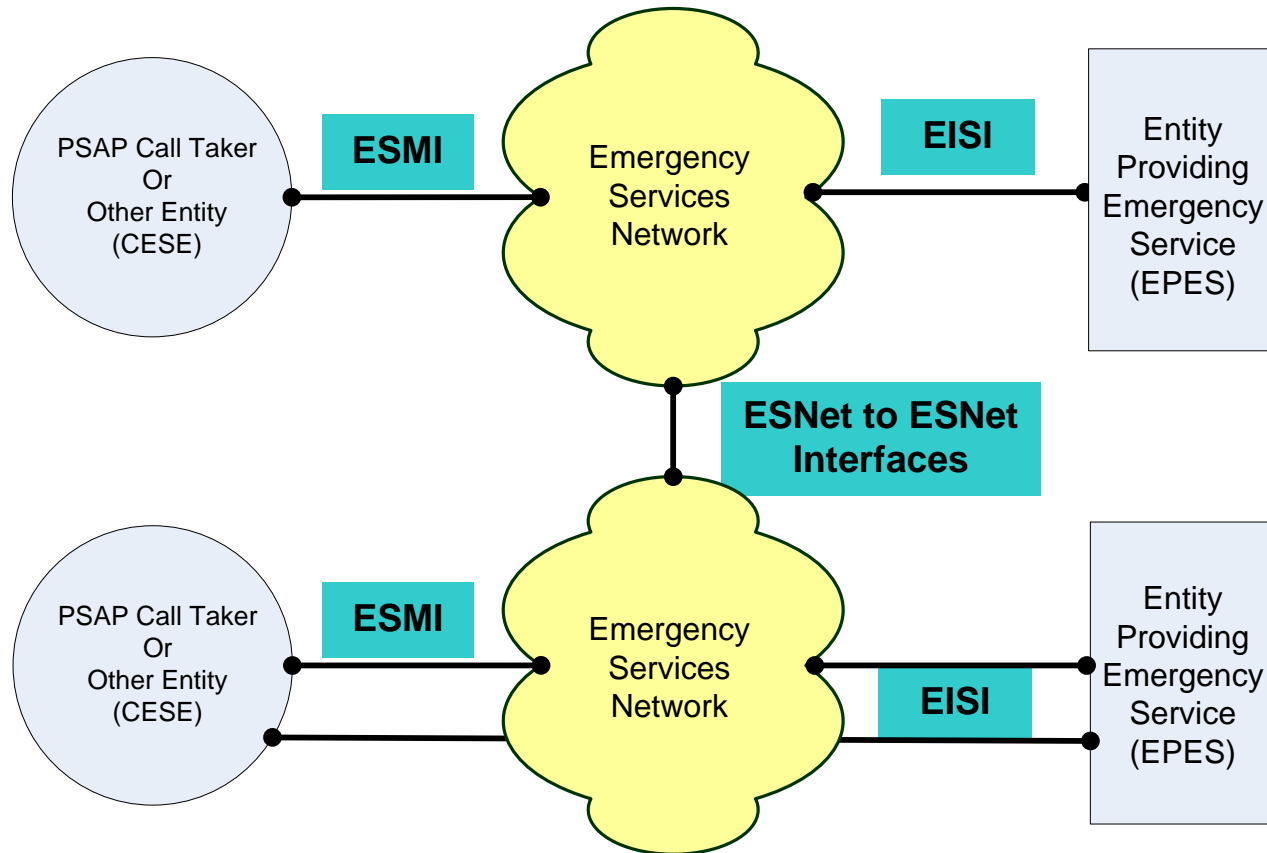 PSAP Call Taker
Or
Other Entity
(CESE)
ESMI
Emergency
Services
Network
EISI
Entity
Providing
Emergency
Service
(EPES)
ESNet to ESNet
Interfaces
PSAP Call Taker
Or
Other Entity
(CESE)
ESMI
Emergency
Services
Network
EISI
Entity
Providing
Emergency
Service
(EPES)